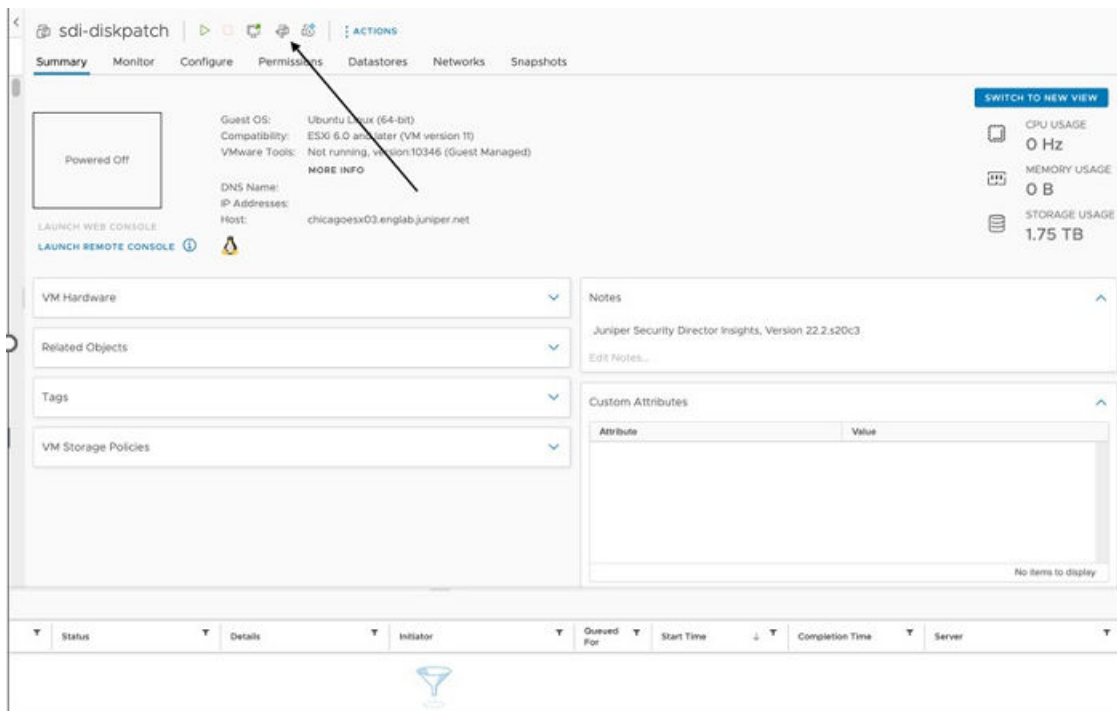 sdi-diskpatch
ACTIONS
Summary Monitor Configure Permissions Datastores Networks Snapshots
SWITCH TO NEW VIEW
Powered Off
Guest OS: Ubuntu Linux (64-bit)
Compatibility: ESXi 6.0 and later (VM version 11)
VMware Tools: Not running, version:10346 (Guest Managed)
MORE INFO
DNS Name:
IP Addresses:
Host: chicagoesx03.englab.juniper.net
LAUNCH WEB CONSOLE
LAUNCH REMOTE CONSOLE
CPU USAGE
0 Hz
MEMORY USAGE
0 B
STORAGE USAGE
1.75 TB
VM Hardware
Related Objects
Tags
VM Storage Policies
Notes
Juniper Security Director Insights, Version 22.2.s20c3
Edit Notes...
Custom Attributes
Attribute Value
No items to display
Status Details Initiator Queued For Start Time Completion Time Server